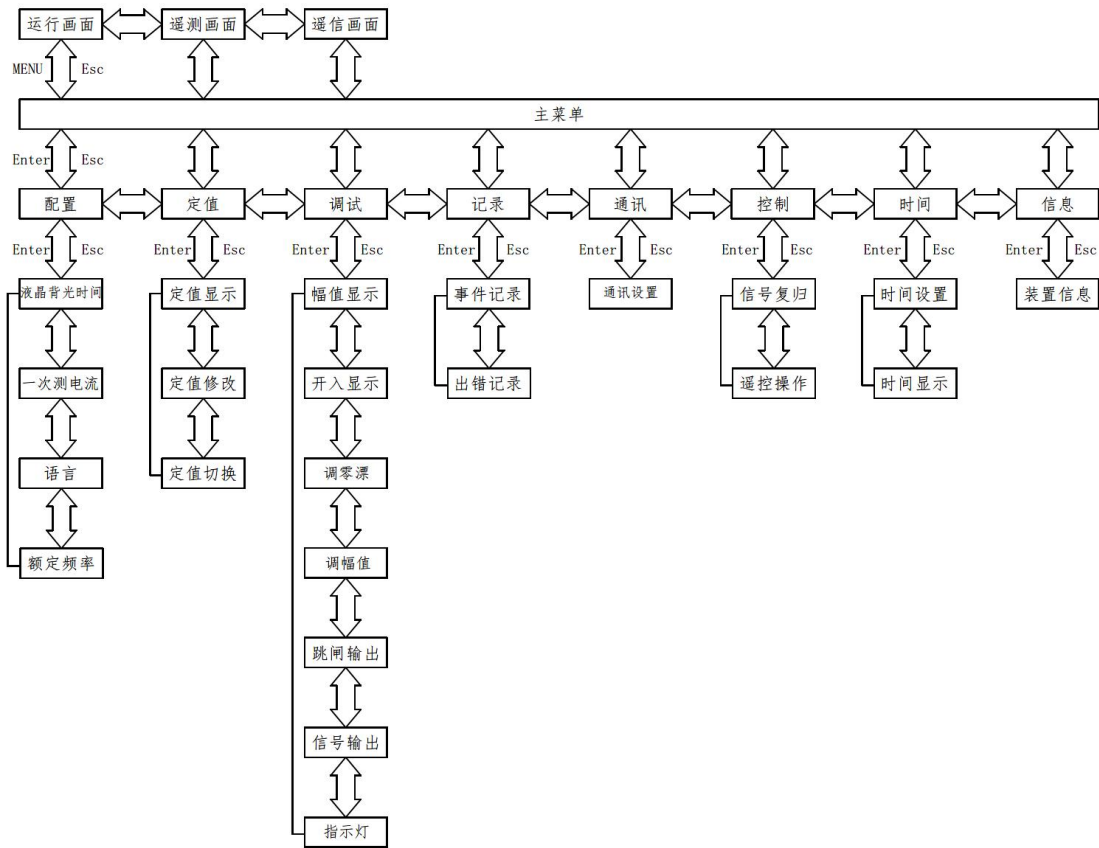 运行画面 遥测画面 遥信画面
MENU Esc
主菜单
Enter Esc
配置 定值 调试 记录 通讯 控制 时间 信息
Enter Esc Enter Esc Enter Esc Enter Esc Enter Esc Enter Esc Enter Esc Enter Esc
液晶背光时间 定值显示 幅值显示 事件记录 通讯设置 信号复归 时间设置 装置信息
一次测电流 定值修改 开入显示 出错记录 遥控操作 时间显示
语言 定值切换 调零漂
额定频率 调幅值
跳闸输出
信号输出
指示灯